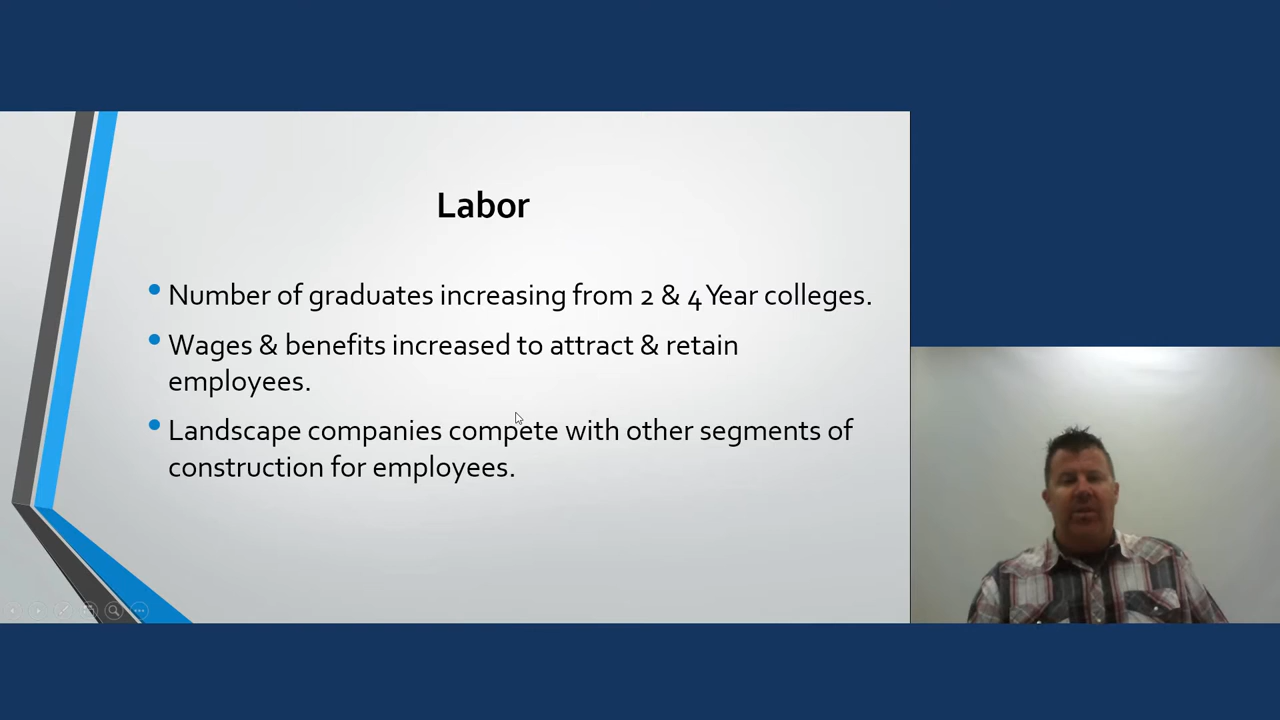 Labor
• Number of graduates increasing from 2 & 4 Year colleges.
• Wages & benefits increased to attract & retain
employees.
• Landscape companies compete with other segments of
construction for employees.